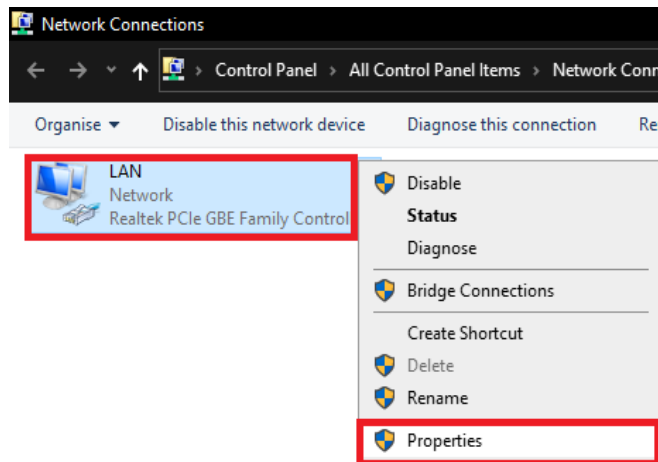 Network Connections
Control Panel > All Control Panel Items > Network Conn
Organise Disable this network device Diagnose this connection Re
LAN
Network
Realtek PCIe GBE Family Control
Disable
Status
Diagnose
Bridge Connections
Create Shortcut
Delete
Rename
Properties